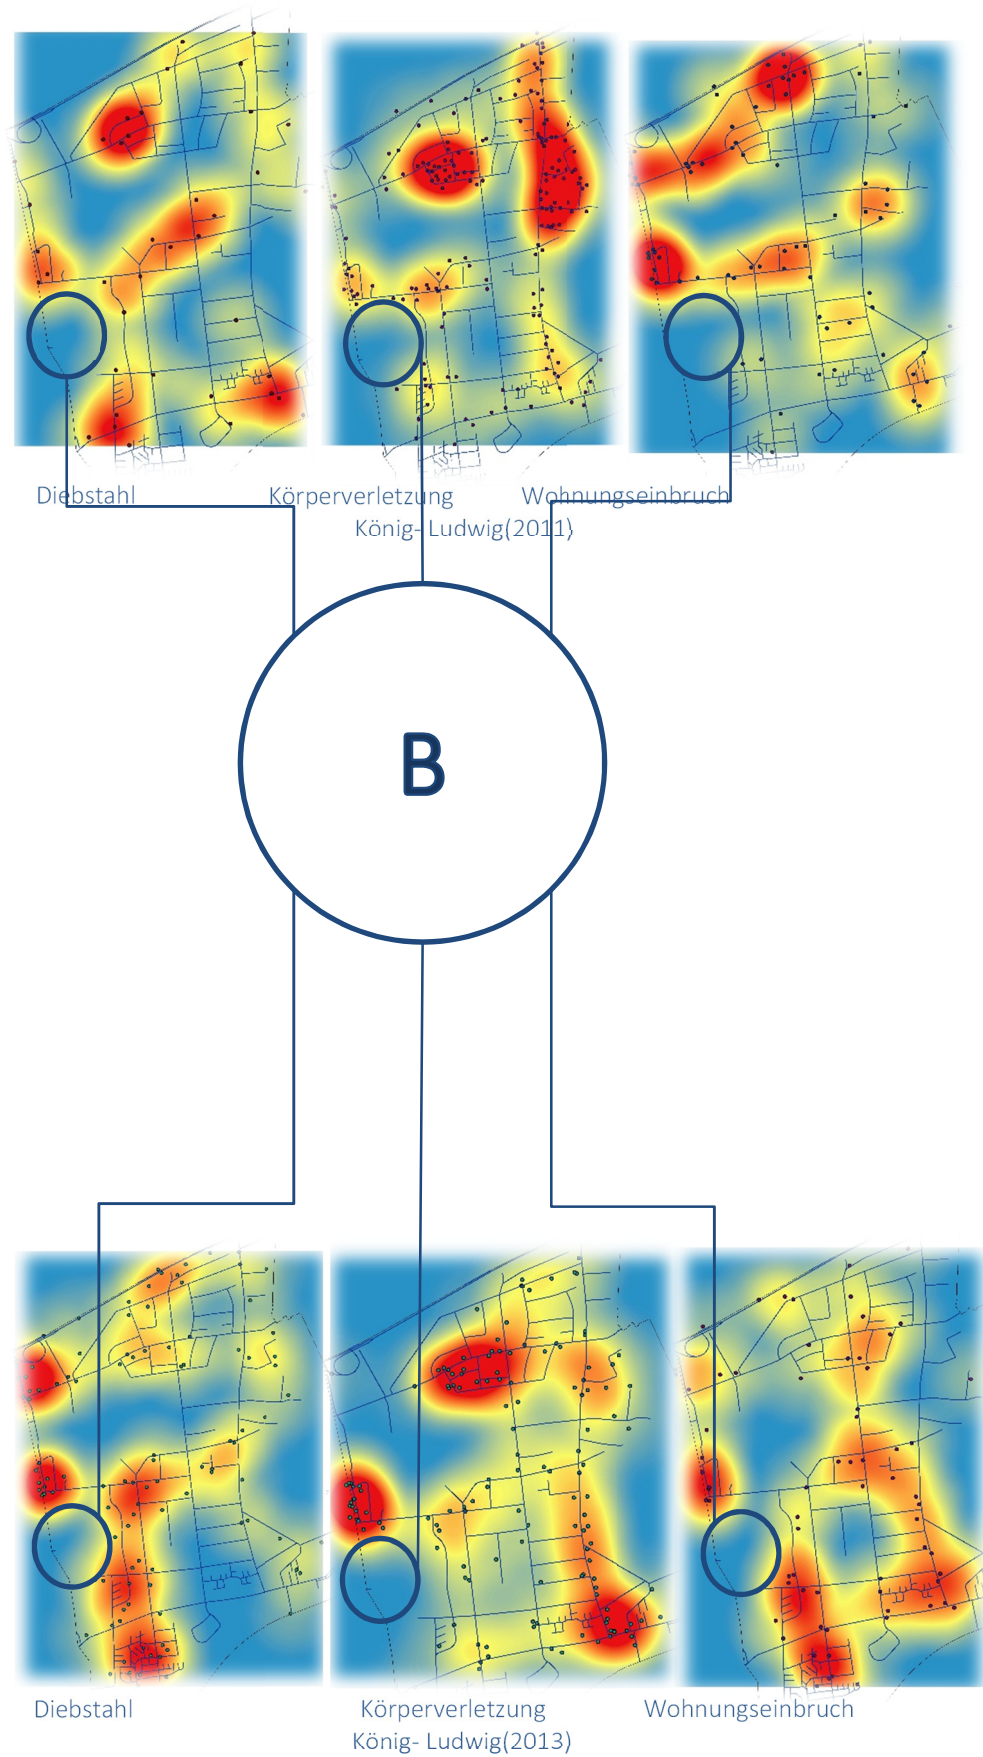 Diebstahl Körperverletzung Wohnungseinbruch
König- Ludwig(2011)
B
Diebstahl Körperverletzung Wohnungseinbruch
König- Ludwig(2013)